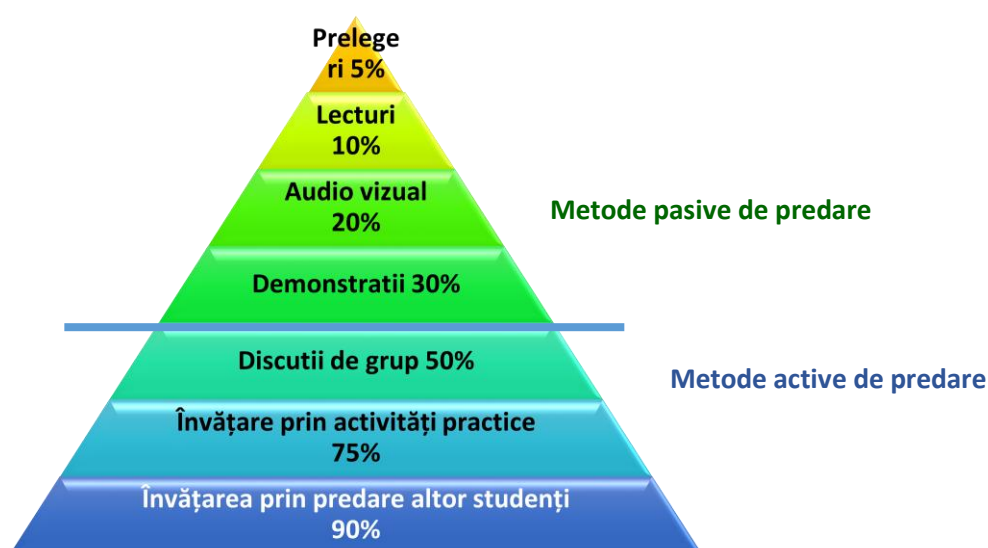 Prelege
ri 5%
Lecturi
10%
Audio vizual
20%
Metode pasive de predare
Demonstratii 30%
Discutii de grup 50%
Metode active de predare
Învățare prin activități practice
75%
Învățarea prin predare altor studenți
90%